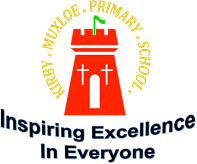 KIRBY . MUXLOE . PRIMARY . SCHOOL .
Inspiring Excellence
In Everyone